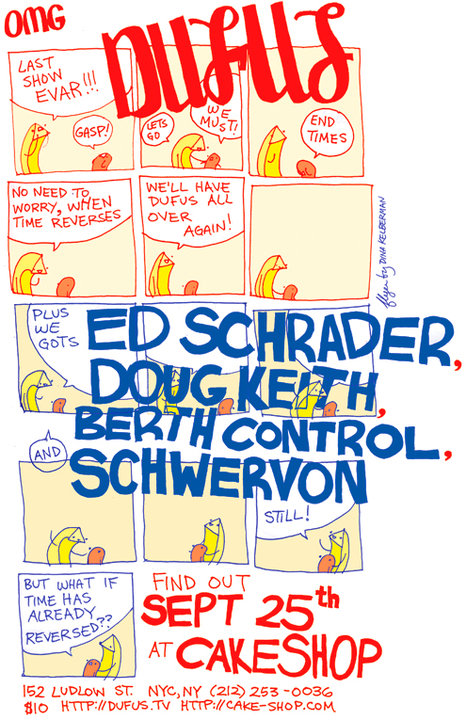 OMG
DUFUS
LAST
SHOW
EVAR!!!
GASP!
LETS
GO
WE
MUST!
END
TIMES
NO NEED TO
WORRY, WHEN
TIME REVERSES
WE'LL HAVE
DUFUS ALL
OVER
AGAIN!
flyer by DINA KELBERMAN
PLUS
WE
GOTS
ED SCHRADER,
DOUG KEITH,
BERTH CONTROL,
AND
SCHWERVON
STILL!
BUT WHAT IF
TIME HAS
ALREADY
REVERSED??
FIND OUT
SEPT 25th
AT CAKESHOP
152 LUDLOW ST. NYC, NY (212) 253-0036
$10 HTTP://DUFUS.TV HTTP://CAKE-SHOP.COM